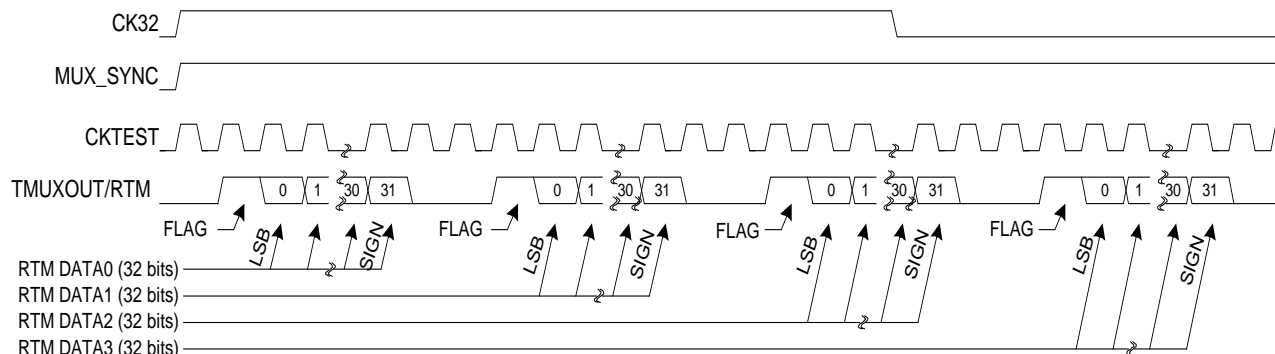 CK32
MUX_SYNC
CKTEST
TMUXOUT/RTM 0 1 30 31 0 1 30 31 0 1 30 31 0 1 30 31
FLAG FLAG FLAG FLAG
LSB SIGN LSB SIGN LSB SIGN LSB SIGN
RTM DATA0 (32 bits)
RTM DATA1 (32 bits)
RTM DATA2 (32 bits)
RTM DATA3 (32 bits)